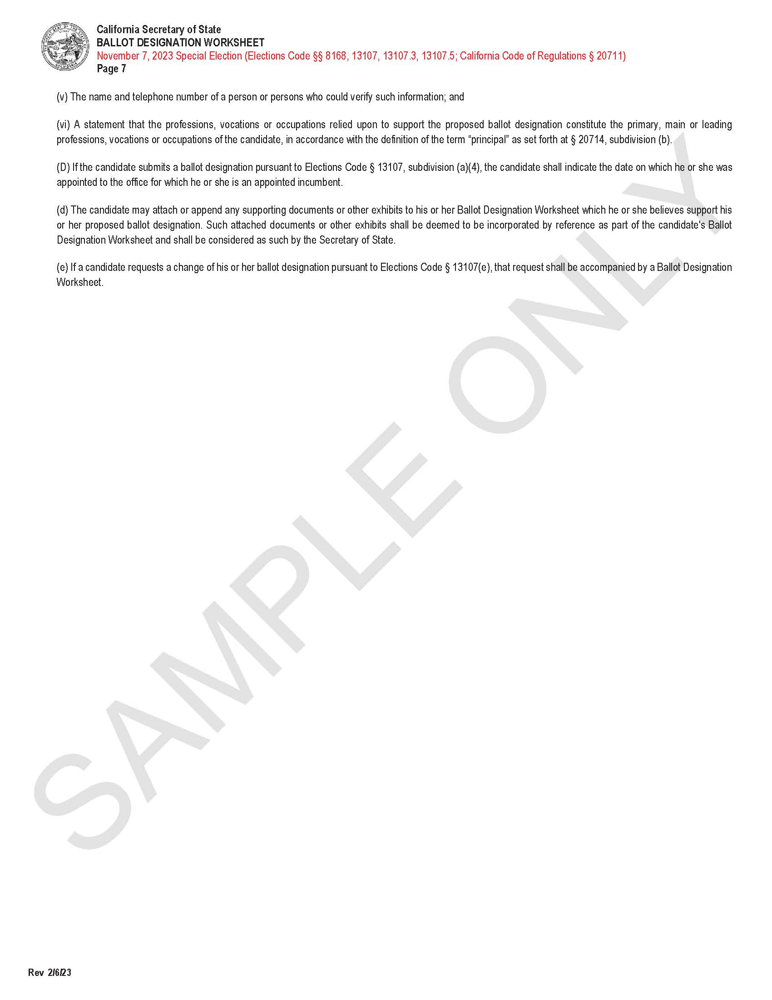 California Secretary of State
BALLOT DESIGNATION WORKSHEET
November 7, 2023 Special Election (Elections Code §§ 8168, 13107, 13107.3, 13107.5; California Code of Regulations § 20711)
Page 7
(v) The name and telephone number of a person or persons who could verify such information; and
(vi) A statement that the professions, vocations or occupations relied upon to support the proposed ballot designation constitute the primary, main or leading
professions, vocations or occupations of the candidate, in accordance with the definition of the term “principal” as set forth at § 20714, subdivision (b).
(D) If the candidate submits a ballot designation pursuant to Elections Code § 13107, subdivision (a)(4), the candidate shall indicate the date on which he or she was
appointed to the office for which he or she is an appointed incumbent.
(d) The candidate may attach or append any supporting documents or other exhibits to his or her Ballot Designation Worksheet which he or she believes support his
or her proposed ballot designation. Such attached documents or other exhibits shall be deemed to be incorporated by reference as part of the candidate's Ballot
Designation Worksheet and shall be considered as such by the Secretary of State.
(e) If a candidate requests a change of his or her ballot designation pursuant to Elections Code § 13107(e), that request shall be accompanied by a Ballot Designation
Worksheet.
SAMPLE ONLY
Rev 2/6/23